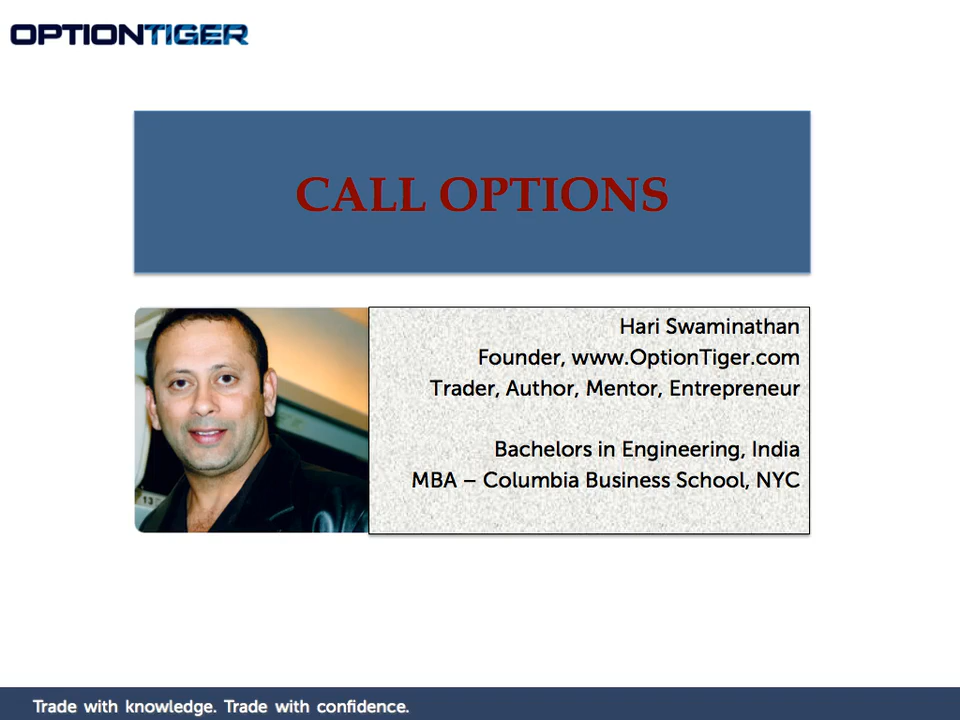 OPTIONTIGER
CALL OPTIONS
13
Hari Swaminathan
Founder, www.OptionTiger.com
Trader, Author, Mentor, Entrepreneur
Bachelors in Engineering, India
MBA – Columbia Business School, NYC
Trade with knowledge. Trade with confidence.